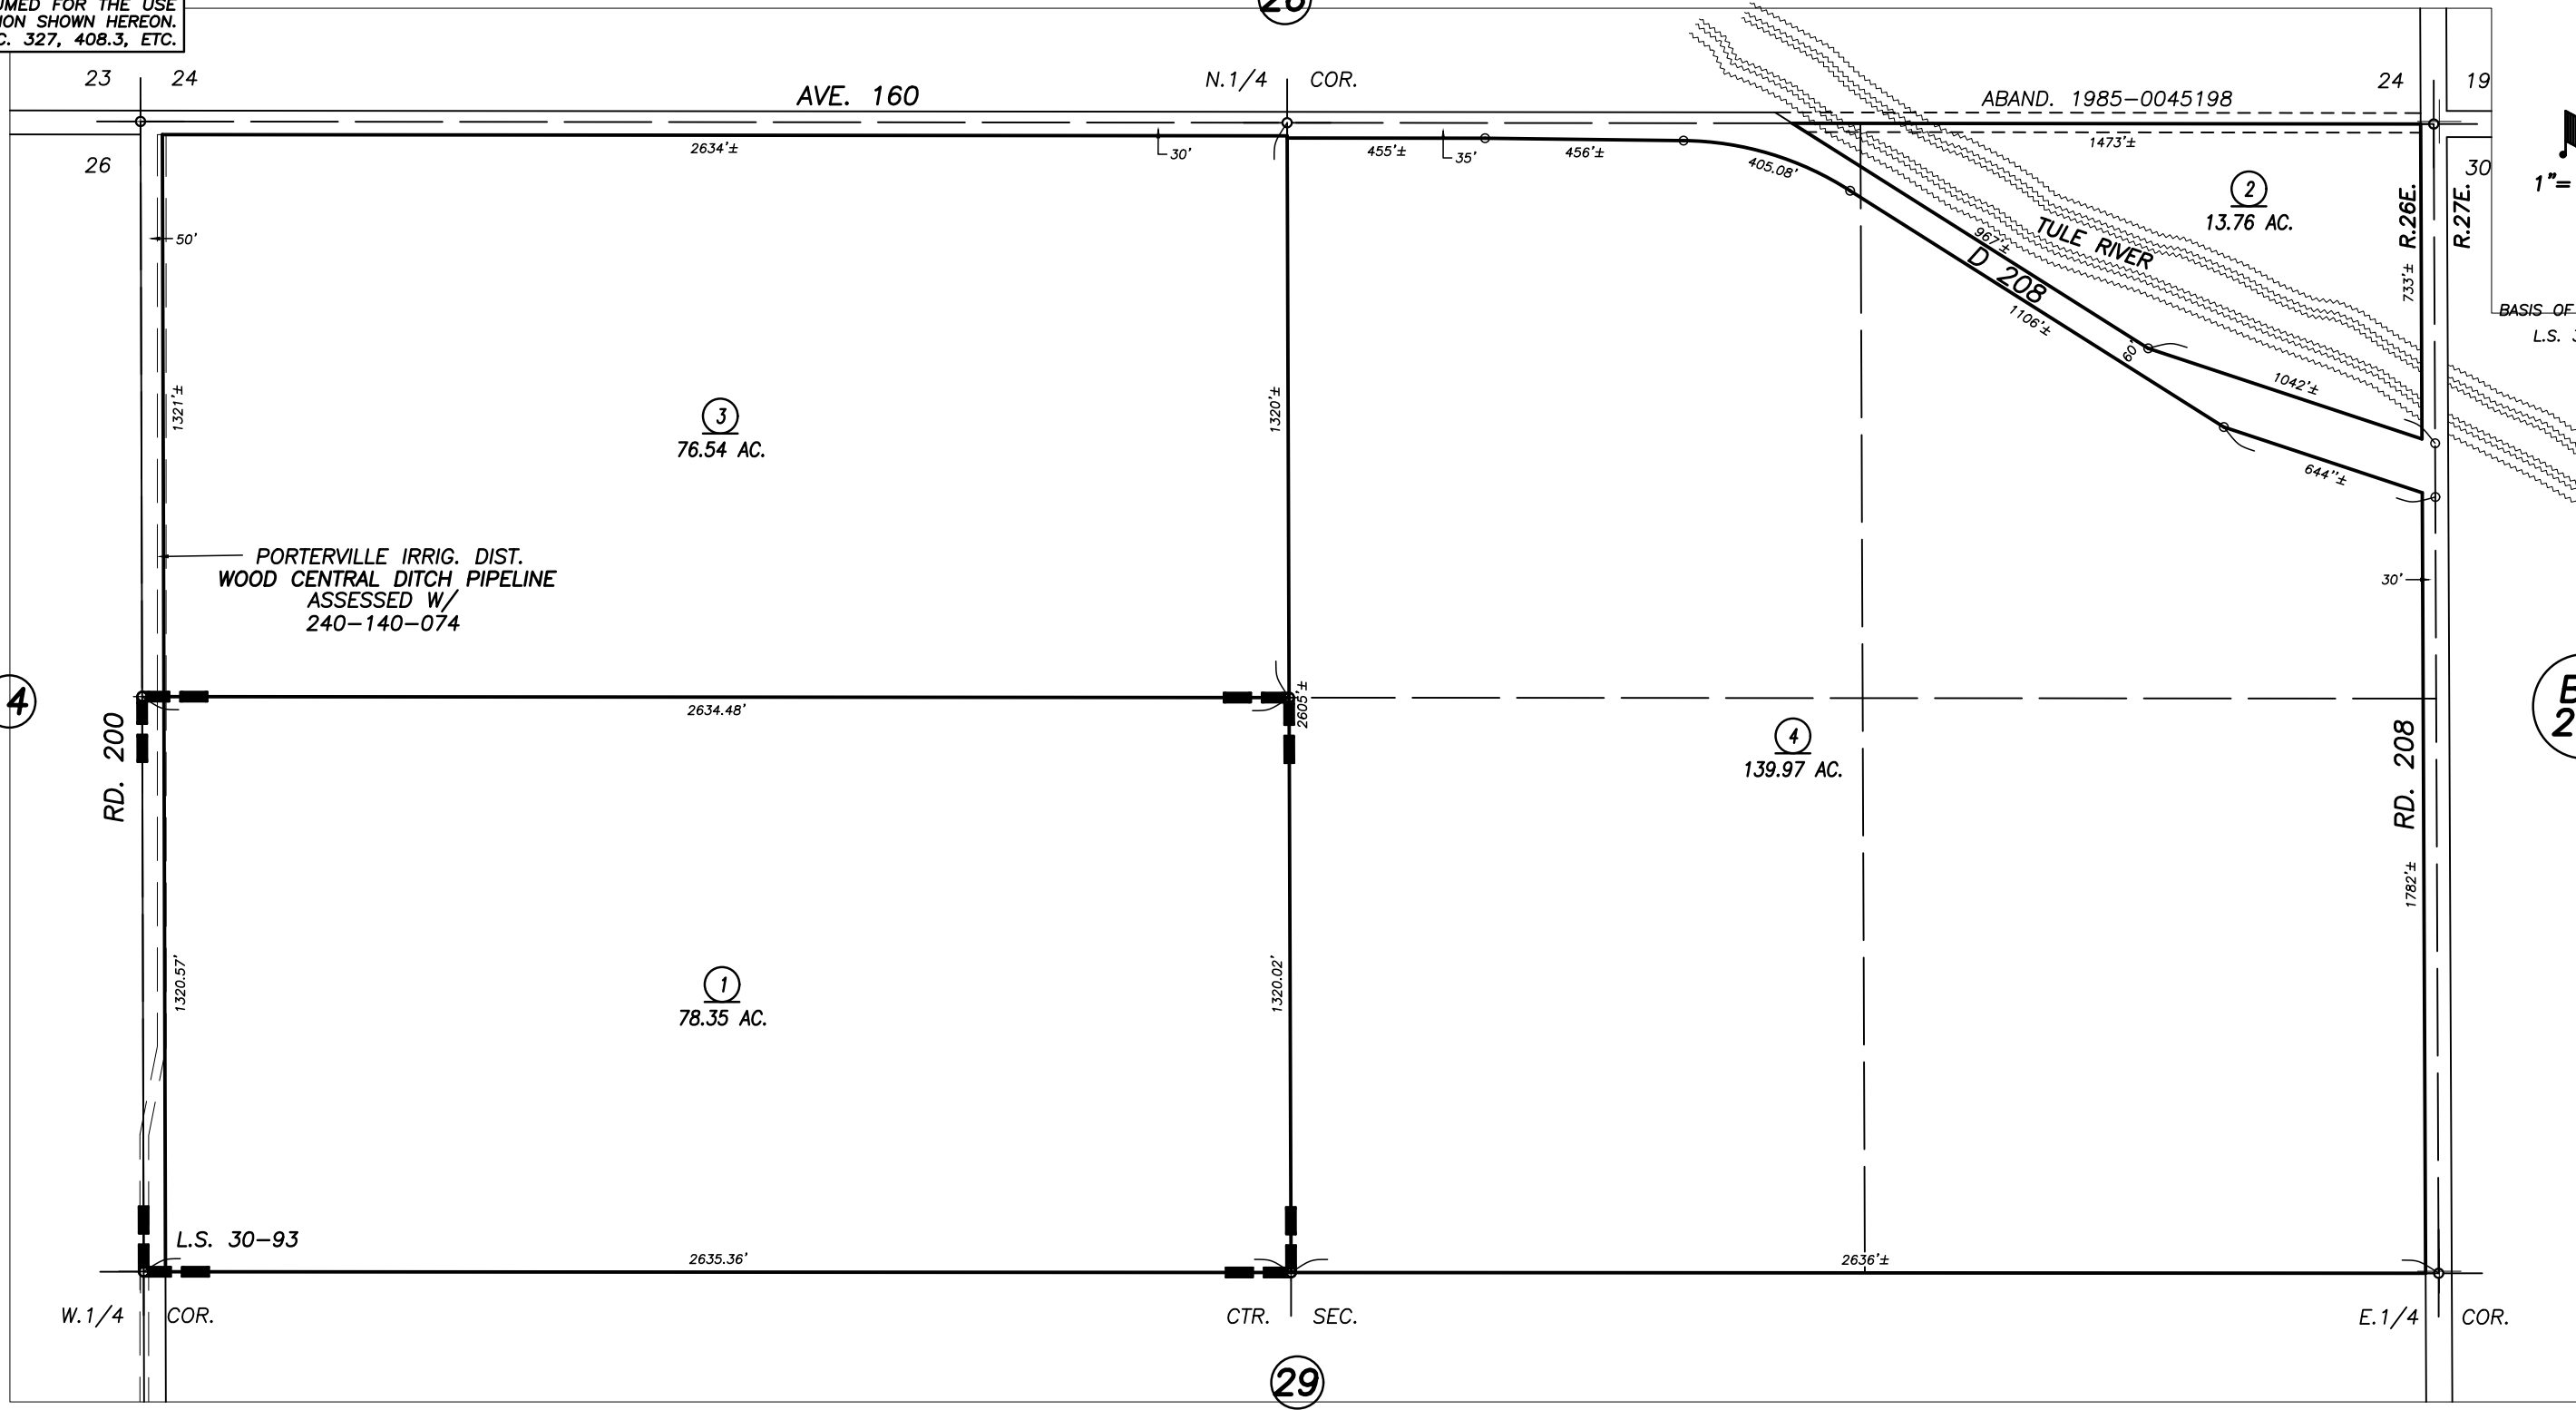 FOR THE USE
SHOWN HEREON.
327, 408.3, ETC.
23 24
AVE. 160
N.1/4 COR.
ABAND. 1985-0045198
24 19
26
2634'±
30'
455'±
35'
456'±
405.08'
1473'±
30
1"=
50'
2
13.76 AC.
R.26E.
R.27E.
TULE RIVER
967'±
D 208
1106'±
60'
733'±
BASIS OF
L.S.
1042'±
644"±
1321'±
3
76.54 AC.
1320'±
PORTERVILLE IRRIG. DIST.
WOOD CENTRAL DITCH PIPELINE
ASSESSED W/
240-140-074
30'
4
RD. 200
2634.48'
2605'±
4
139.97 AC.
RD. 208
1782'±
1320.57'
1
78.35 AC.
1320.02'
L.S. 30-93
2635.36'
2636'±
W.1/4 COR.
CTR. SEC.
E.1/4 COR.
29